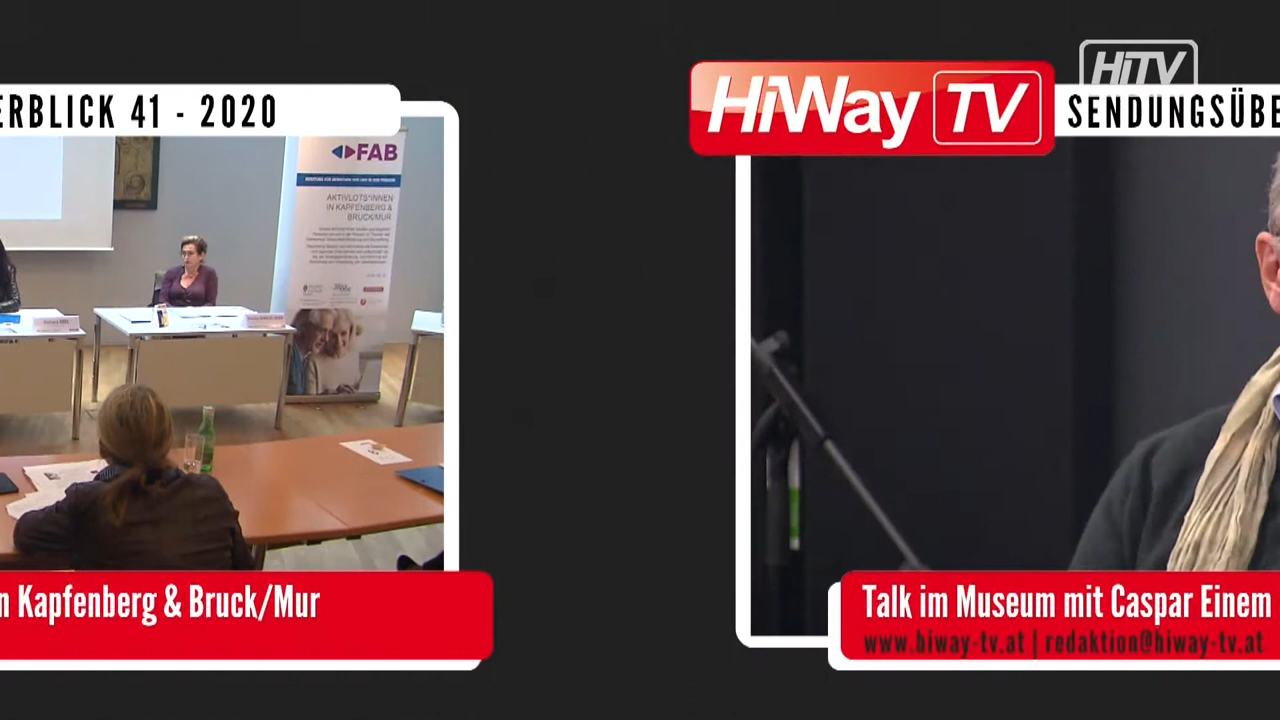 ERBLICK 41 - 2020
FAB
AKTIVLOTS*INNEN
IN KAPFENBERG &
BRUCK/MUR
n Kapfenberg & Bruck/Mur
HiTV
HiWay TV
SENDUNGSÜBE
Talk im Museum mit Caspar Einem
www.hiway-tv.at | redaktion@hiway-tv.at